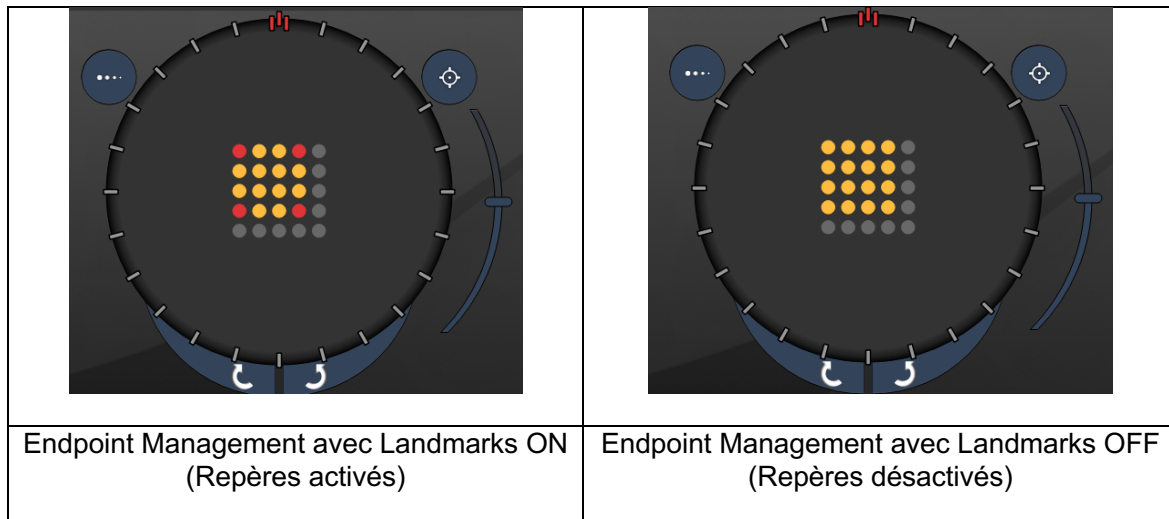 Endpoint Management avec Landmarks ON
(Repères activés)
Endpoint Management avec Landmarks OFF
(Repères désactivés)